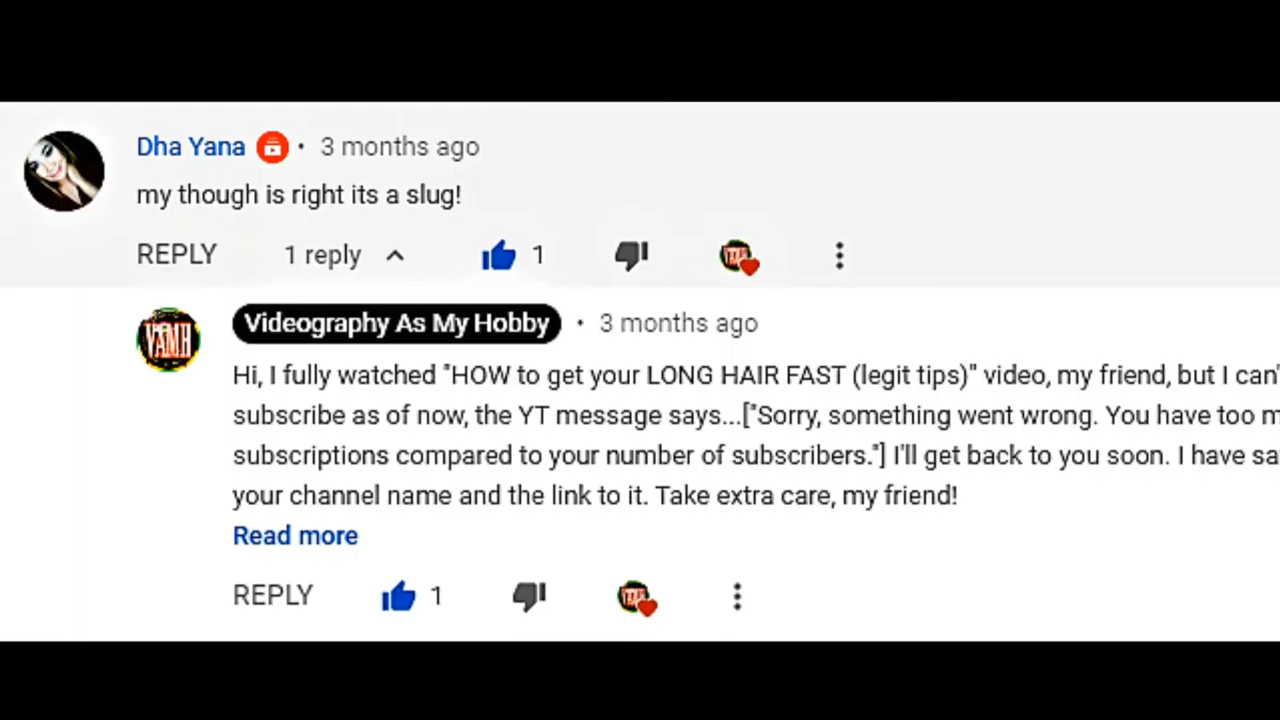 Dha Yana • 3 months ago
my though is right its a slug!
REPLY 1 reply 1
YAMH
Videography As My Hobby • 3 months ago
Hi, I fully watched "HOW to get your LONG HAIR FAST (legit tips)" video, my friend, but I can'
subscribe as of now, the YT message says...["Sorry, something went wrong. You have too m
subscriptions compared to your number of subscribers."] I'll get back to you soon. I have sa
your channel name and the link to it. Take extra care, my friend!
Read more
REPLY 1